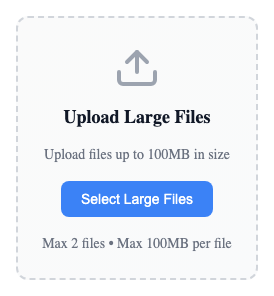 Upload Large Files
Upload files up to 100MB in size
Select Large Files
Max 2 files • Max 100MB per file